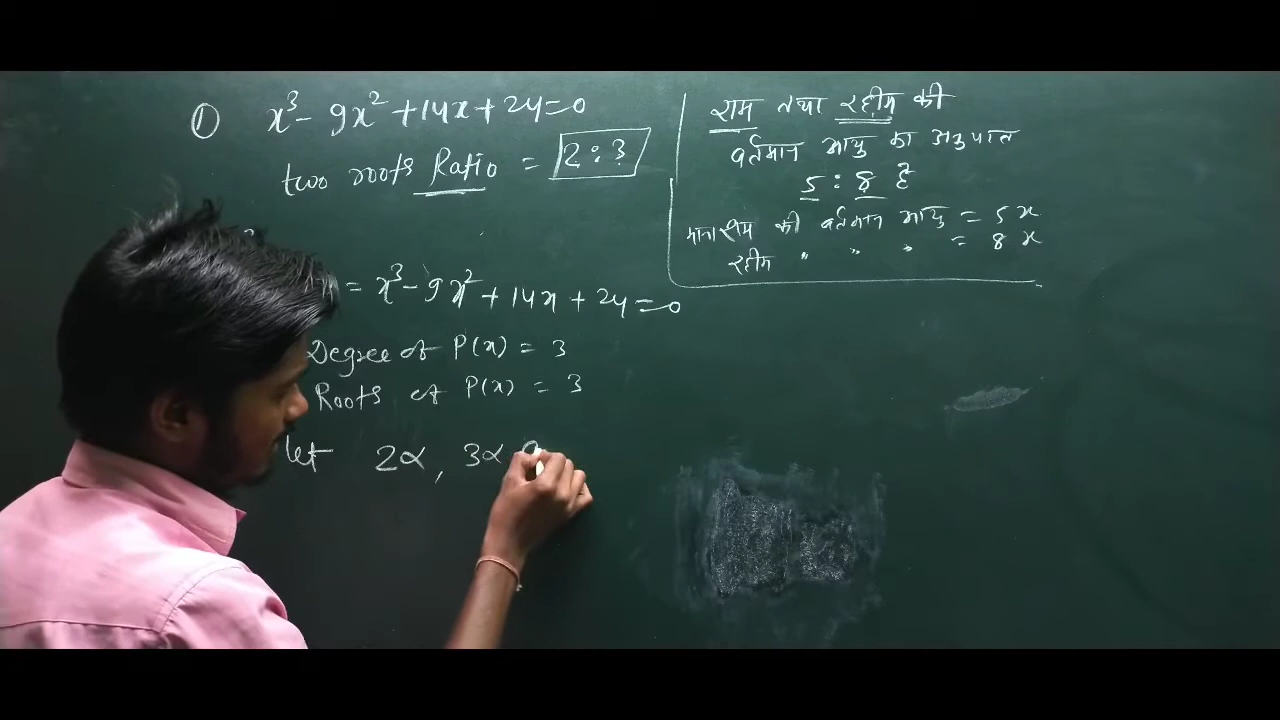 ① x³ - 9x² + 14x + 24 = 0
two roots Ratio = 2 : 3
= x³ - 9x² + 14x + 24 = 0
Degree of P(x) = 3
Roots of P(x) = 3
let 2α, 3α
राम तथा रहीम की
वर्तमान आयु का अनुपात
5 : 8 है
माना राम की वर्तमान आयु = 5x
रहीम " " " = 8x